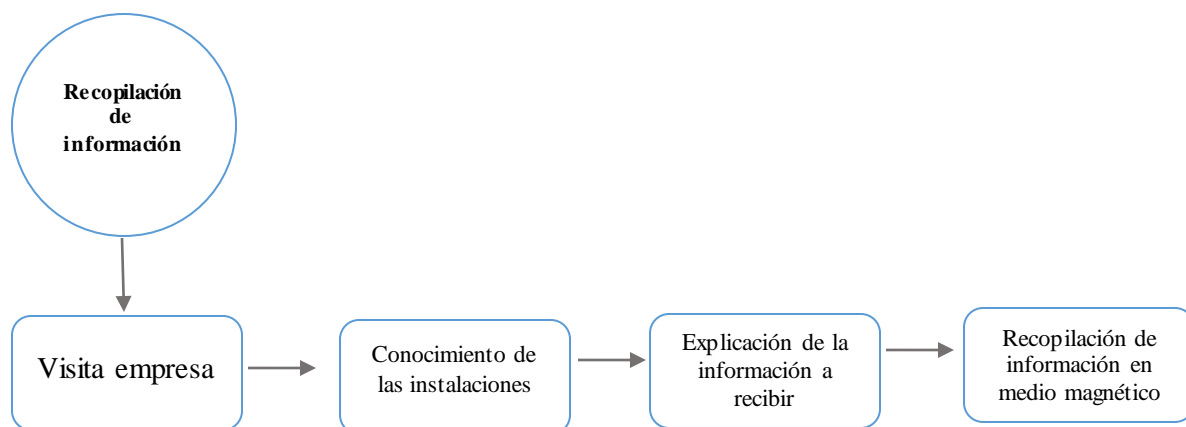 Recopilación
de
información
Visita empresa
Conocimiento de
las instalaciones
Explicación de la
información a
recibir
Recopilación de
información en
medio magnético